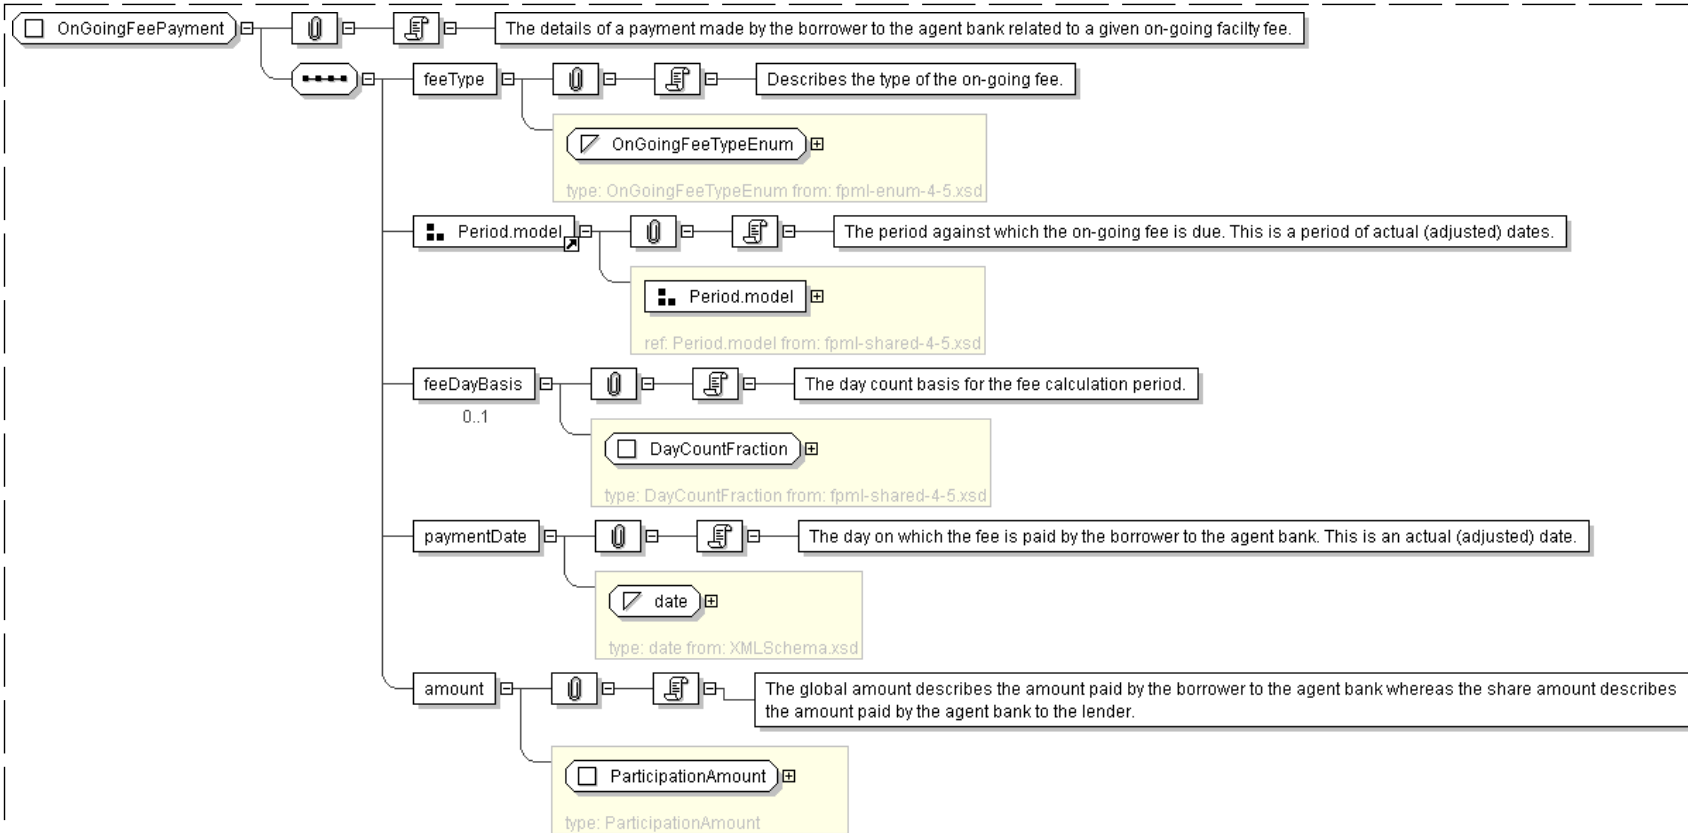 OnGoingFeePayment
The details of a payment made by the borrower to the agent bank related to a given on-going facilty fee.
feeType
Describes the type of the on-going fee.
OnGoingFeeTypeEnum
type: OnGoingFeeTypeEnum from: fpml-enum-4-5.xsd
Period.model
The period against which the on-going fee is due. This is a period of actual (adjusted) dates.
Period.model
ref: Period.model from: fpml-shared-4-5.xsd
feeDayBasis
The day count basis for the fee calculation period.
0..1
DayCountFraction
type: DayCountFraction from: fpml-shared-4-5.xsd
paymentDate
The day on which the fee is paid by the borrower to the agent bank. This is an actual (adjusted) date.
date
type: date from: XMLSchema.xsd
amount
The global amount describes the amount paid by the borrower to the agent bank whereas the share amount describes
the amount paid by the agent bank to the lender.
ParticipationAmount
type: ParticipationAmount